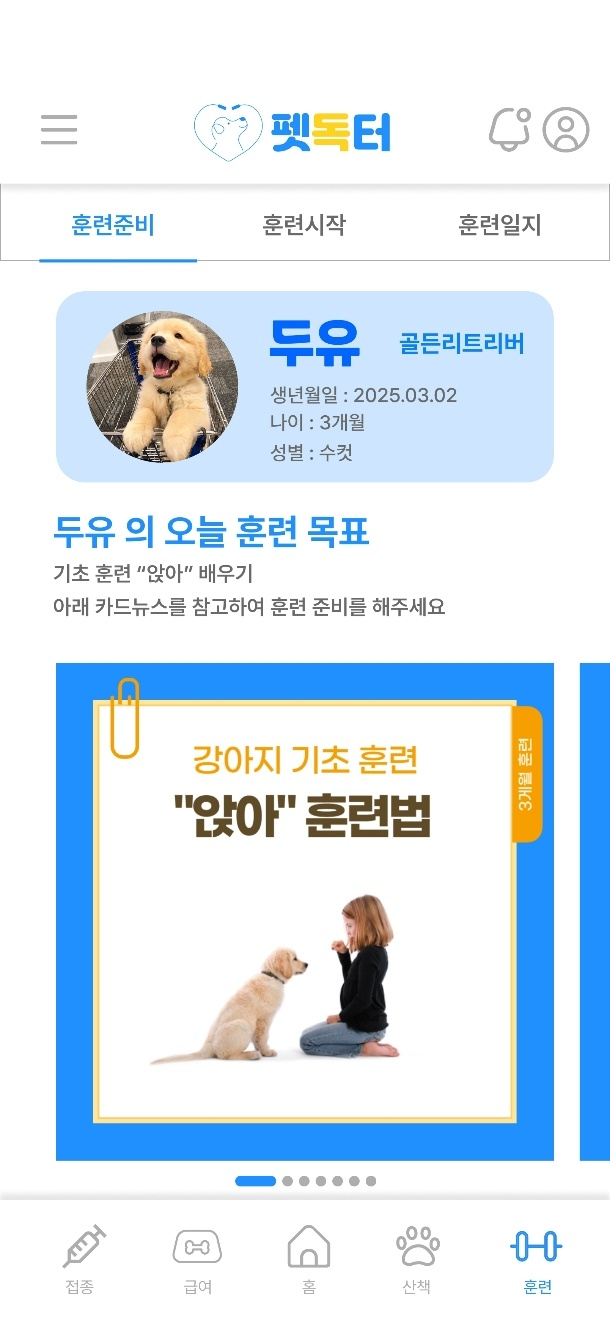 펫독터
훈련준비 훈련시작 훈련일지
두유 골든리트리버
생년월일 : 2025.03.02
나이 : 3개월
성별 : 수컷
두유 의 오늘 훈련 목표
기초 훈련 “앉아” 배우기
아래 카드뉴스를 참고하여 훈련 준비를 해주세요
강아지 기초 훈련
"앉아" 훈련법
3개월 훈련
접종 급여 홈 산책 훈련